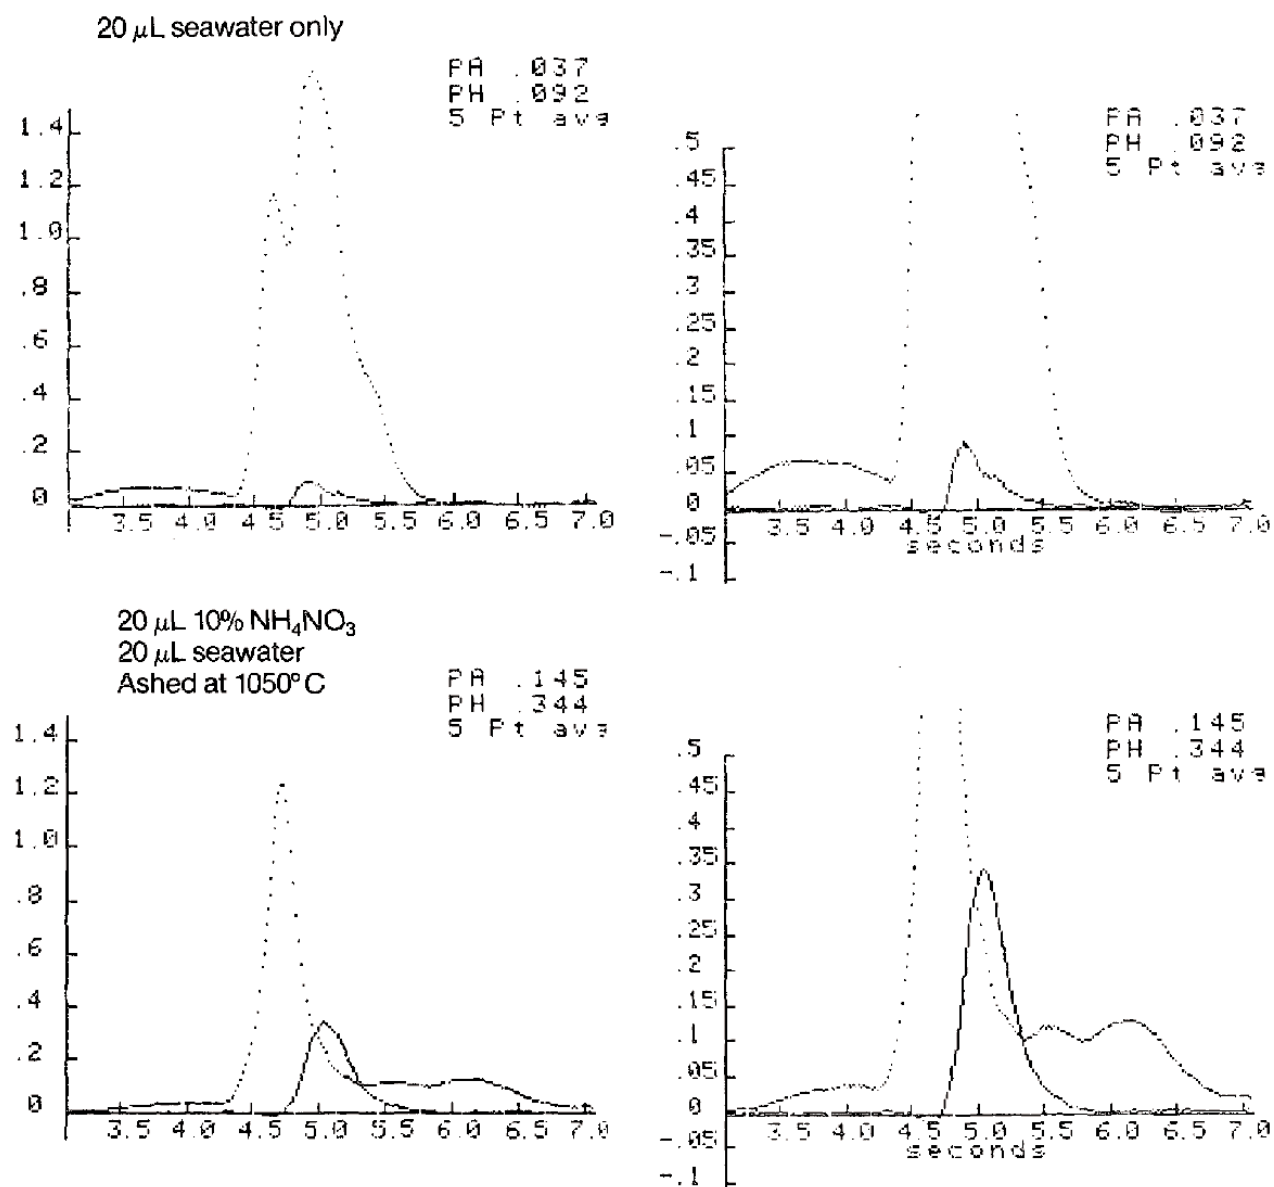 20 μL seawater only
PA .037
PH .092
5 Pt ave
1.4
1.2
1.0
.8
.6
.4
.2
0
3.5 4.0 4.5 5.0 5.5 6.0 6.5 7.0
PA .037
PH .092
5 Pt ave
.5
.45
.4
.35
.3
.25
.2
.15
.1
.05
0
-.05
-.1
3.5 4.0 4.5 5.0 5.5 6.0 6.5 7.0
seconds
20 μL 10% NH₄NO₃
20 μL seawater
Ashed at 1050° C
PA .145
PH .344
5 Pt ave
1.4
1.2
1.0
.8
.6
.4
.2
0
3.5 4.0 4.5 5.0 5.5 6.0 6.5 7.0
PA .145
PH .344
5 Pt ave
.5
.45
.4
.35
.3
.25
.2
.15
.1
.05
0
-.05
-.1
3.5 4.0 4.5 5.0 5.5 6.0 6.5 7.0
seconds